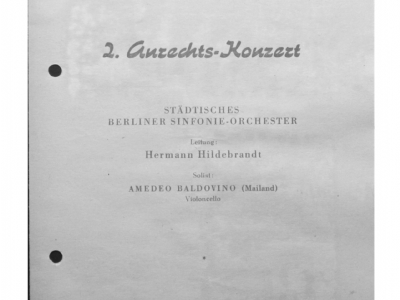 2. Anrechts-Konzert
STÄDTISCHES
BERLINER SINFONIE-ORCHESTER
Leitung:
Hermann Hildebrandt
Solist:
AMEDEO BALDOVINO (Mailand)
Violoncello